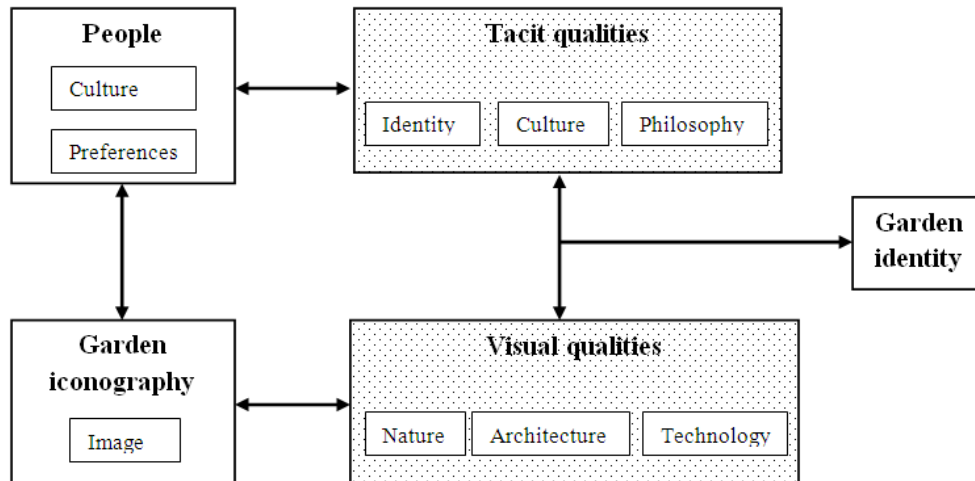 People
Culture
Preferences
Tacit qualities
Identity
Culture
Philosophy
Garden
identity
Garden
iconography
Image
Visual qualities
Nature
Architecture
Technology